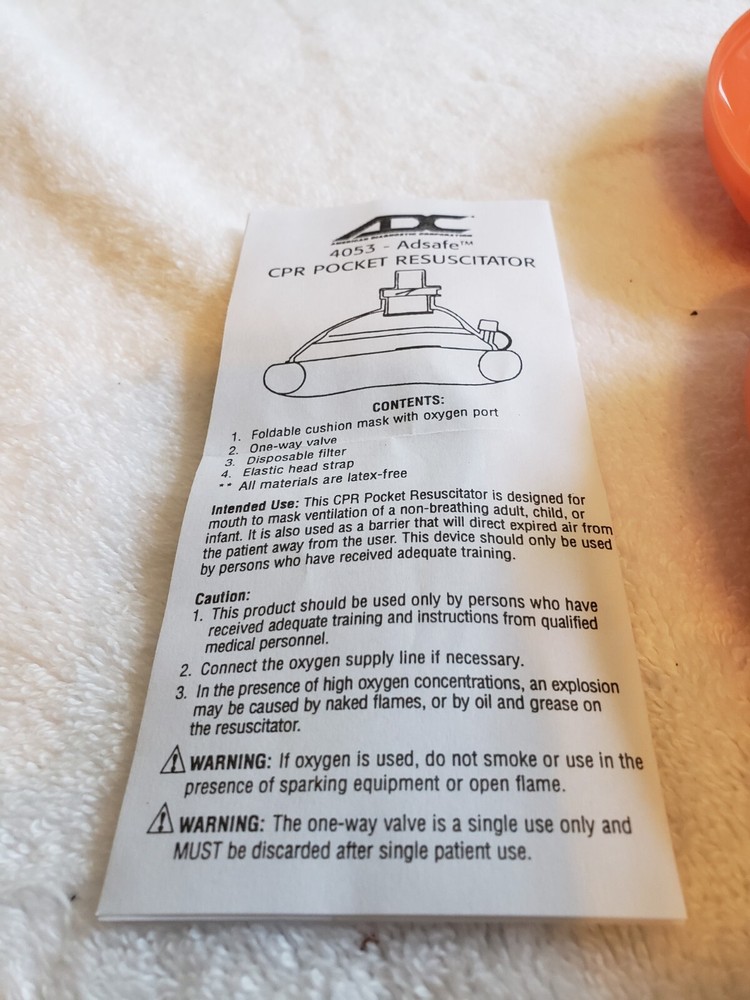 ADC
AMERICAN DIAGNOSTIC CORPORATION
4053 - Adsafe™
CPR POCKET RESUSCITATOR
CONTENTS:
1. Foldable cushion mask with oxygen port
2. One-way valve
3. Disposable filter
4. Elastic head strap
** All materials are latex-free
Intended Use: This CPR Pocket Resuscitator is designed for
mouth to mask ventilation of a non-breathing adult, child, or
infant. It is also used as a barrier that will direct expired air from
the patient away from the user. This device should only be used
by persons who have received adequate training.
Caution:
1. This product should be used only by persons who have
received adequate training and instructions from qualified
medical personnel.
2. Connect the oxygen supply line if necessary.
3. In the presence of high oxygen concentrations, an explosion
may be caused by naked flames, or by oil and grease on
the resuscitator.
WARNING: If oxygen is used, do not smoke or use in the
presence of sparking equipment or open flame.
WARNING: The one-way valve is a single use only and
MUST be discarded after single patient use.